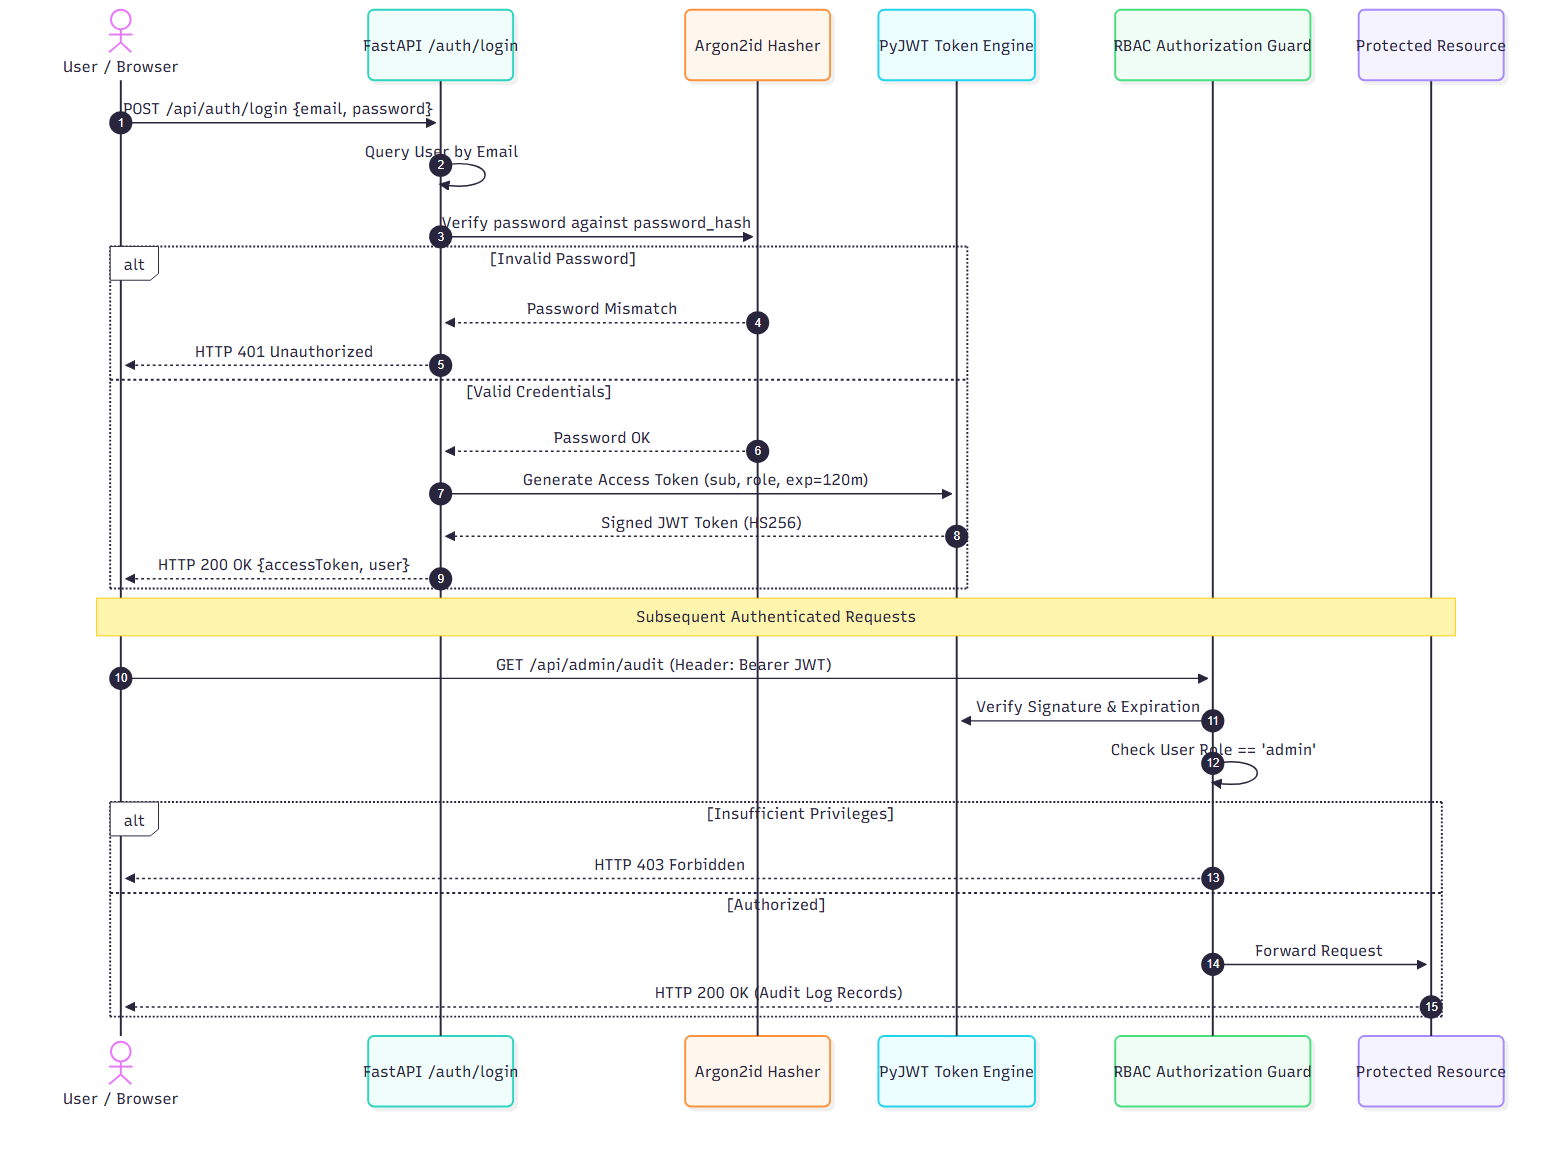 User / Browser
FastAPI /auth/login
Argon2id Hasher
PyJWT Token Engine
RBAC Authorization Guard
Protected Resource
POST /api/auth/login {email, password}
1
Query User by Email
2
Verify password against password_hash
3
alt
[Invalid Password]
Password Mismatch
4
HTTP 401 Unauthorized
5
[Valid Credentials]
Password OK
6
Generate Access Token (sub, role, exp=120m)
7
Signed JWT Token (HS256)
8
HTTP 200 OK {accessToken, user}
9
Subsequent Authenticated Requests
GET /api/admin/audit (Header: Bearer JWT)
10
Verify Signature & Expiration
11
Check User Role == 'admin'
12
alt
[Insufficient Privileges]
HTTP 403 Forbidden
13
[Authorized]
Forward Request
14
HTTP 200 OK (Audit Log Records)
15
User / Browser
FastAPI /auth/login
Argon2id Hasher
PyJWT Token Engine
RBAC Authorization Guard
Protected Resource